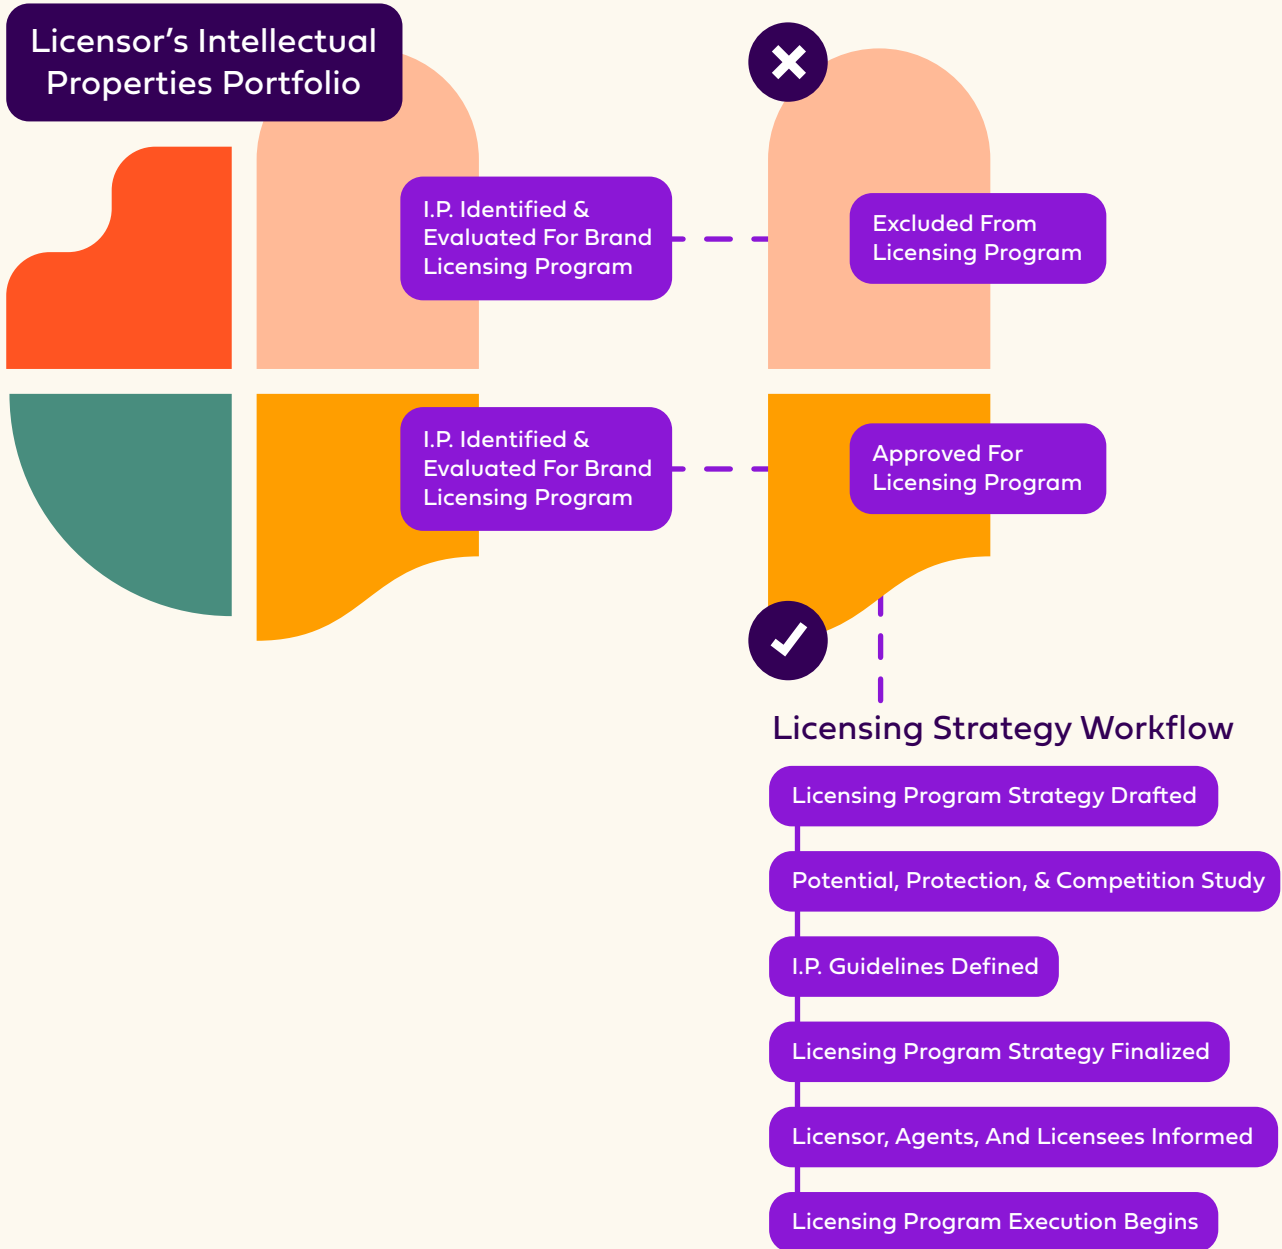 Licensor’s Intellectual
Properties Portfolio
I.P. Identified &
Evaluated For Brand
Licensing Program
Excluded From
Licensing Program
I.P. Identified &
Evaluated For Brand
Licensing Program
Approved For
Licensing Program
Licensing Strategy Workflow
Licensing Program Strategy Drafted
Potential, Protection, & Competition Study
I.P. Guidelines Defined
Licensing Program Strategy Finalized
Licensor, Agents, And Licensees Informed
Licensing Program Execution Begins